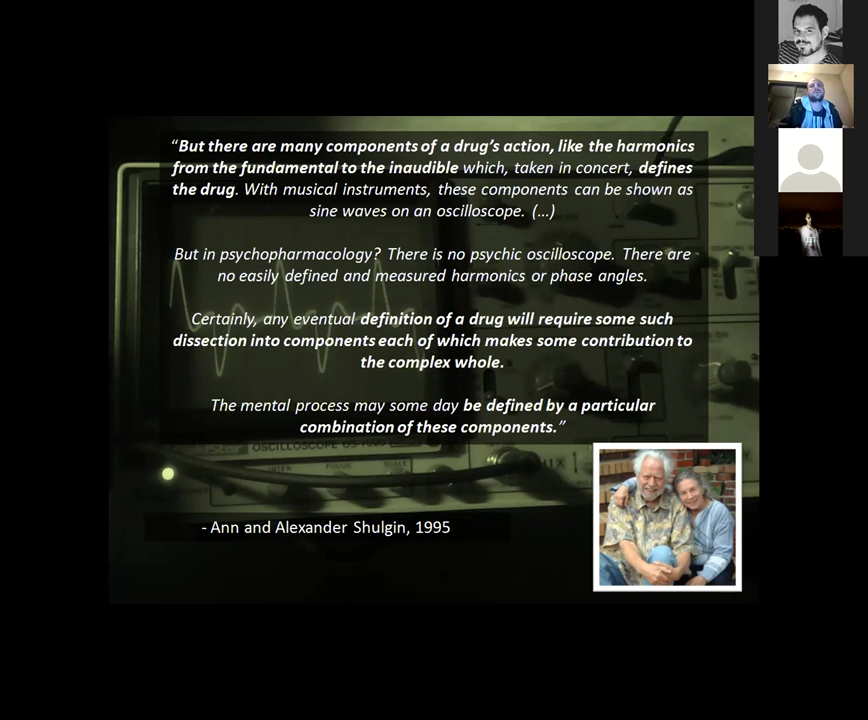 “But there are many components of a drug’s action, like the harmonics
from the fundamental to the inaudible which, taken in concert, defines
the drug. With musical instruments, these components can be shown as
sine waves on an oscilloscope. (…)
But in psychopharmacology? There is no psychic oscilloscope. There are
no easily defined and measured harmonics or phase angles.
Certainly, any eventual definition of a drug will require some such
dissection into components each of which makes some contribution to
the complex whole.
The mental process may some day be defined by a particular
combination of these components.”
OSCILLOSCOPE
FOCUS
SCALE
- Ann and Alexander Shulgin, 1995